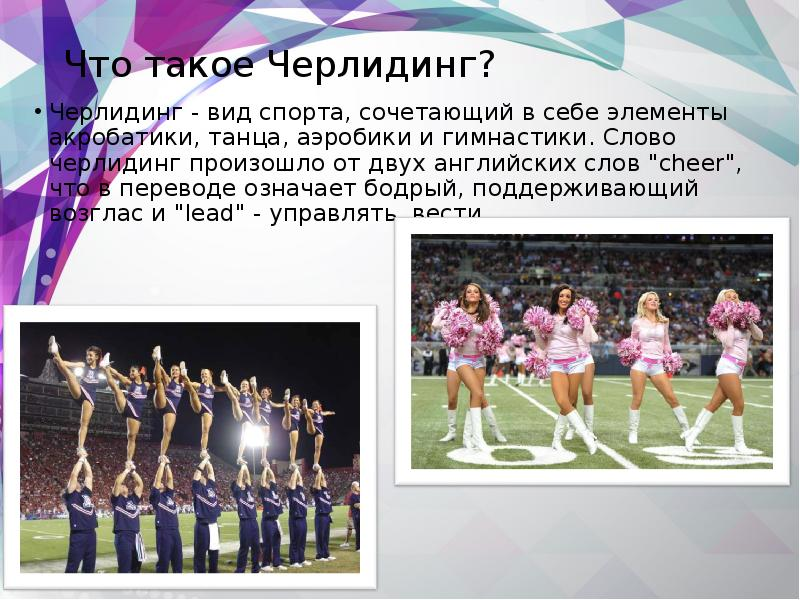 Что такое Черлидинг?
• Черлидинг - вид спорта, сочетающий в себе элементы
акробатики, танца, аэробики и гимнастики. Слово
черлидинг произошло от двух английских слов "cheer",
что в переводе означает бодрый, поддерживающий
возглас и "lead" - управлять, вести